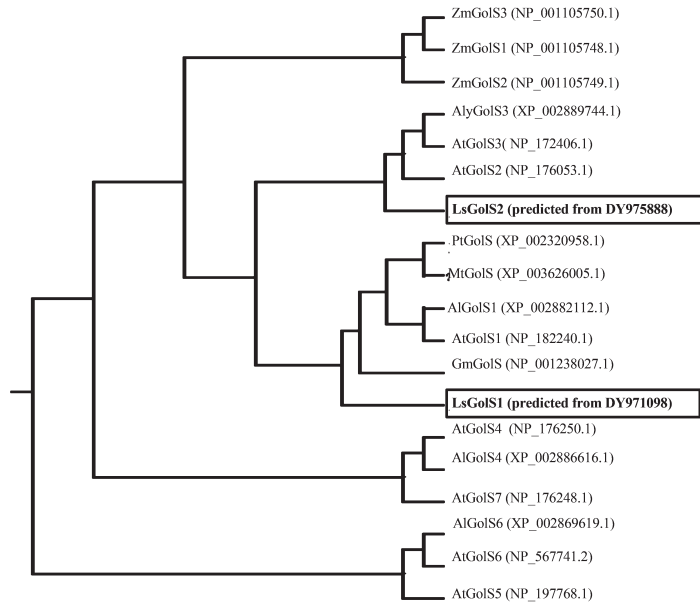 ZmGolS3 (NP_001105750.1)
ZmGolS1 (NP_001105748.1)
ZmGolS2 (NP_001105749.1)
AlyGolS3 (XP_002889744.1)
AtGolS3( NP_172406.1)
AtGolS2 (NP_176053.1)
LsGolS2 (predicted from DY975888)
PtGolS (XP_002320958.1)
MtGolS (XP_003626005.1)
AlGolS1 (XP_002882112.1)
AtGolS1 (NP_182240.1)
GmGolS (NP_001238027.1)
LsGolS1 (predicted from DY971098)
AtGolS4 (NP_176250.1)
AlGolS4 (XP_002886616.1)
AtGolS7 (NP_176248.1)
AlGolS6 (XP_002869619.1)
AtGolS6 (NP_567741.2)
AtGolS5 (NP_197768.1)